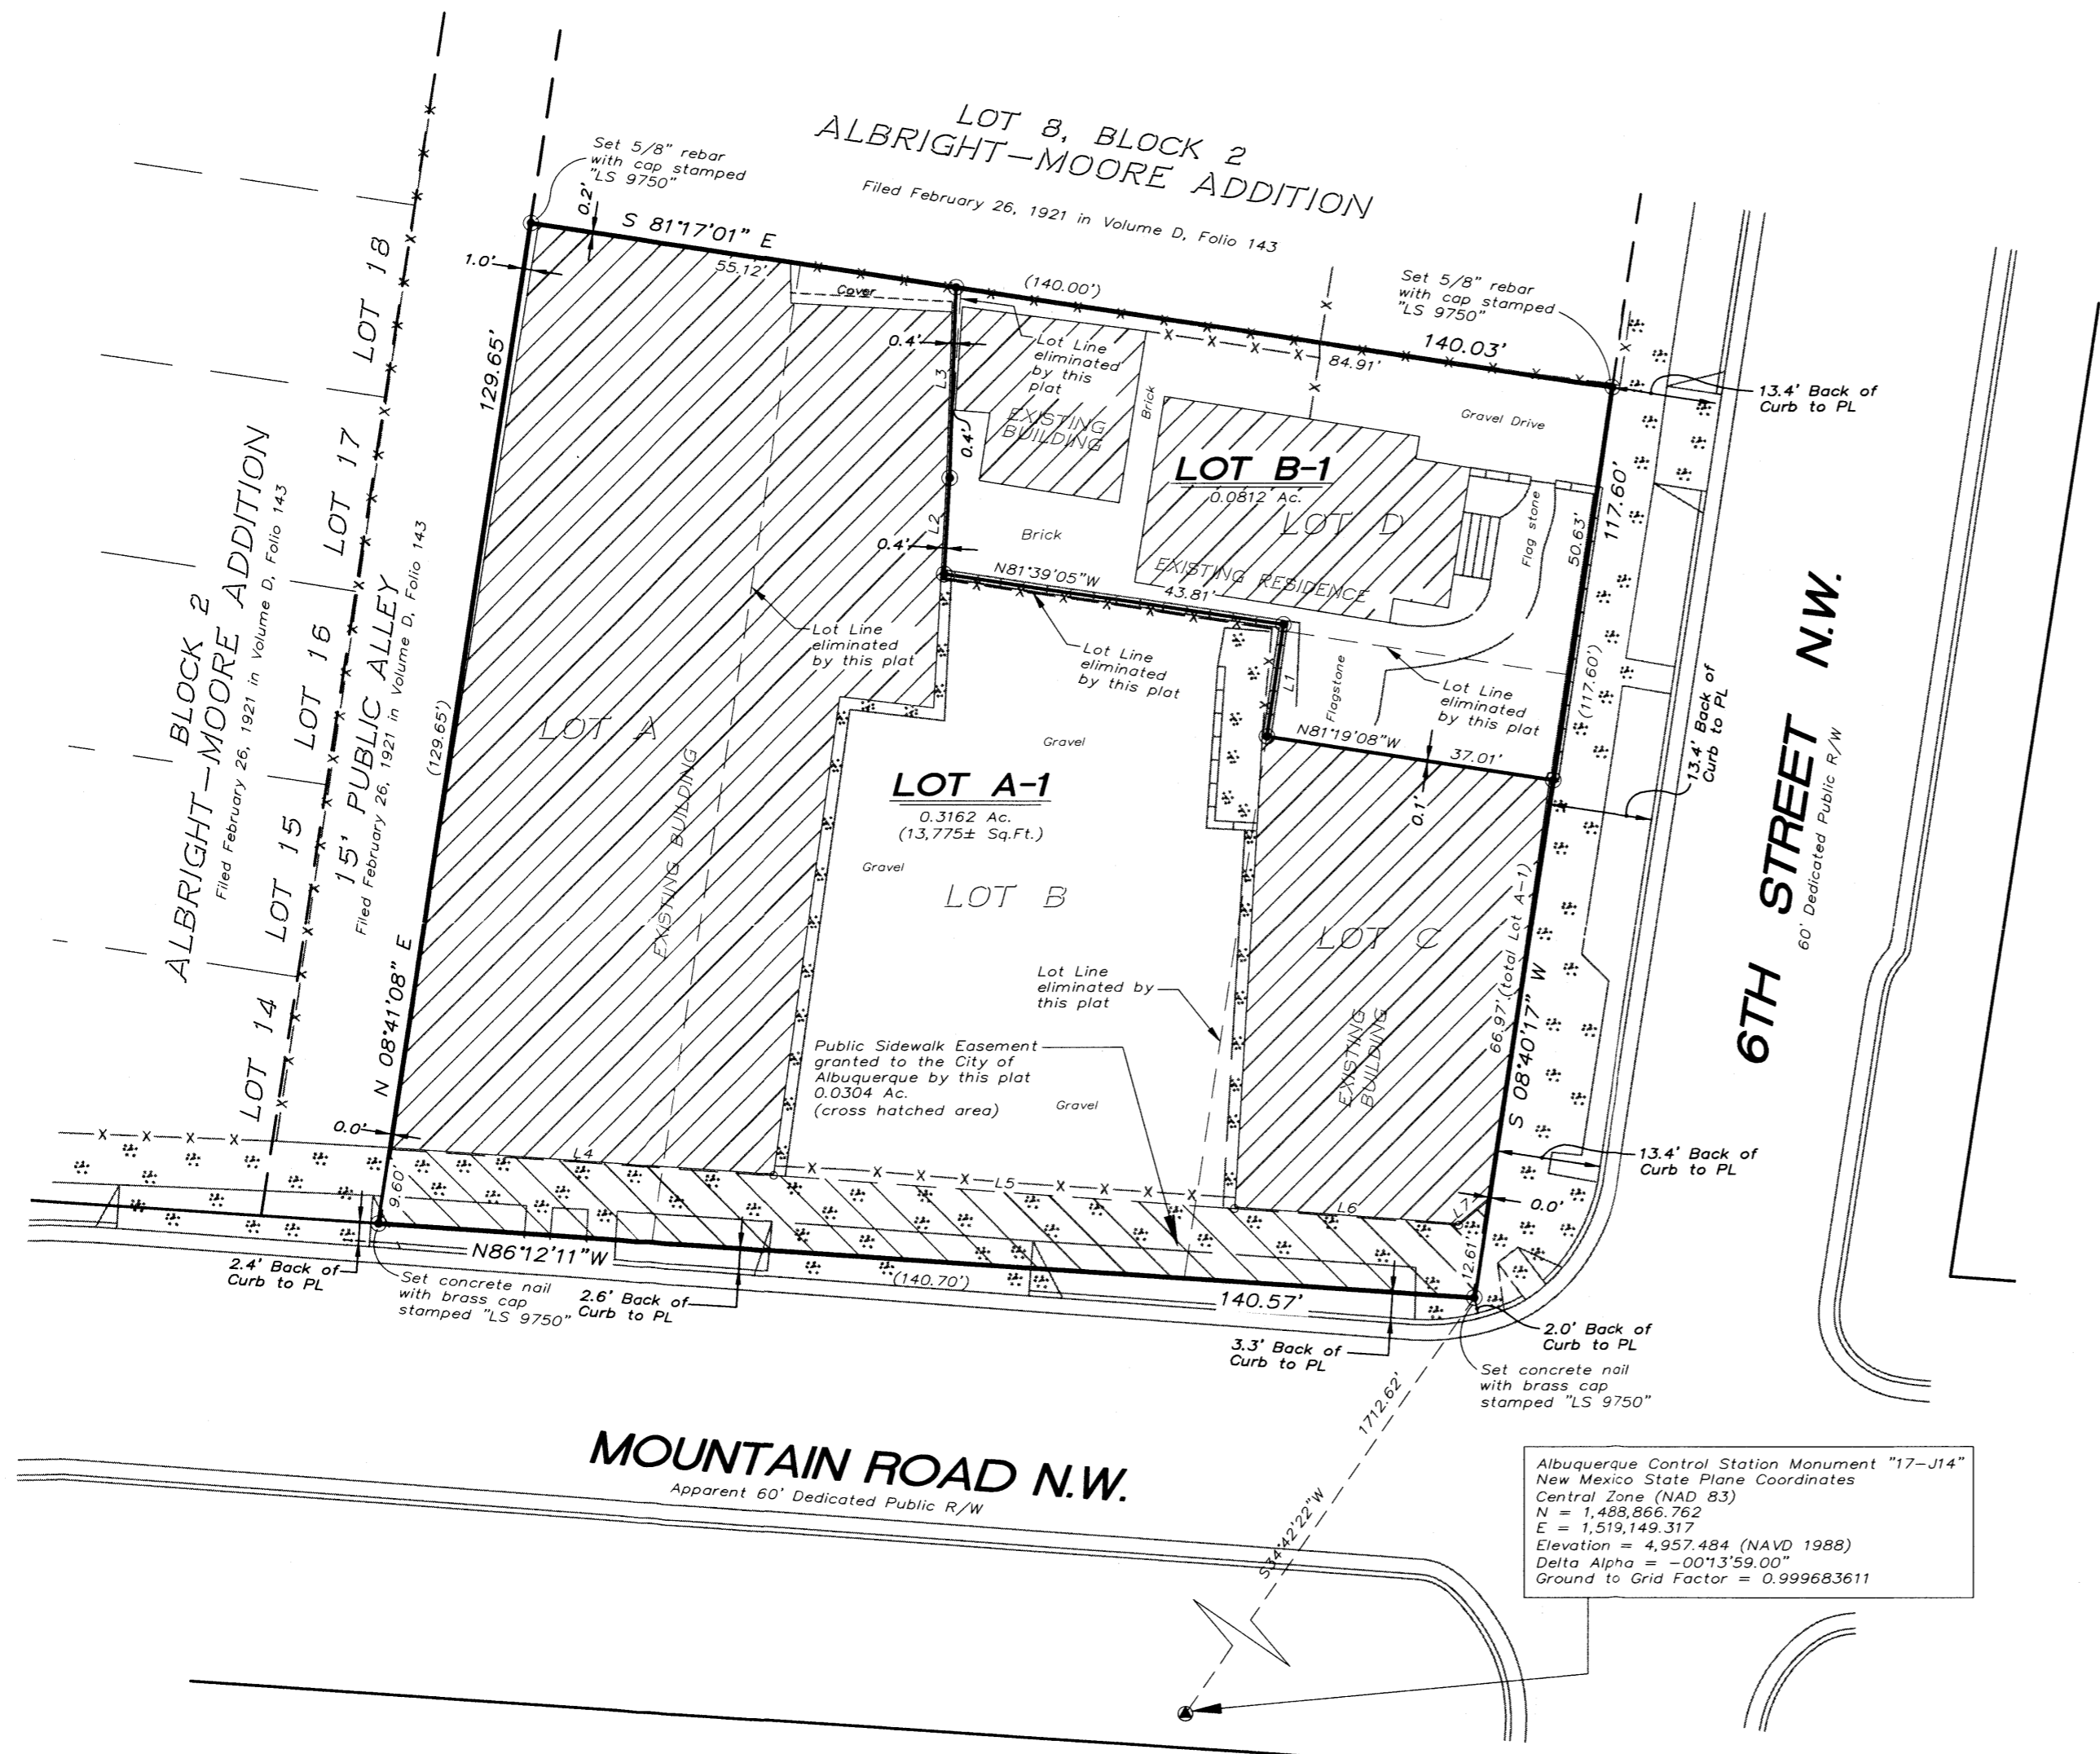 LOT 8, BLOCK 2
ALBRIGHT-MOORE ADDITION
Filed February 26, 1921 in Volume D, Folio 143
Set 5/8" rebar
with cap stamped
"LS 9750"
0.2'
S 81°17'01" E
55.12'
1.0'
Cover
(140.00')
Set 5/8" rebar
with cap stamped
"LS 9750"
140.03'
84.91'
13.4' Back of
Curb to PL
129.65'
0.4'
L3
Lot Line
eliminated
by this
plat
Brick
Gravel Drive
EXISTING
BUILDING
0.4'
LOT B-1
0.0812 Ac.
LOT D
Flag stone
50.63'
117.60'
L2
0.4'
Brick
EXISTING RESIDENCE
N81°39'05"W
43.81'
Lot Line
eliminated
by this plat
Lot Line
eliminated
by this plat
L1
Flagstone
Lot Line
eliminated
by this plat
(117.60')
13.4' Back of
Curb to PL
N81°19'08"W
37.01'
0.1'
LOT 18
LOT 17
LOT 16
LOT 15
LOT 14
BLOCK 2
ALBRIGHT-MOORE ADDITION
Filed February 26, 1921 in Volume D, Folio 143
15' PUBLIC ALLEY
Filed February 26, 1921 in Volume D, Folio 143
(129.65')
N 08°41'08" E
LOT A
EXISTING BUILDING
Gravel
LOT A-1
0.3162 Ac.
(13,775± Sq.Ft.)
Gravel
LOT B
LOT C
EXISTING
BUILDING
66.97' (total Lot A-1)
S 08°40'17" W
6TH STREET N.W.
60' Dedicated Public R/W
Lot Line
eliminated by
this plat
Public Sidewalk Easement
granted to the City of
Albuquerque by this plat
0.0304 Ac.
(cross hatched area)
Gravel
0.0'
L4
L5
L6
L7
0.0'
13.4' Back of
Curb to PL
9.60'
12.61'
2.4' Back of
Curb to PL
N86°12'11"W
Set concrete nail
with brass cap
stamped "LS 9750"
2.6' Back of
Curb to PL
(140.70')
140.57'
3.3' Back of
Curb to PL
2.0' Back of
Curb to PL
Set concrete nail
with brass cap
stamped "LS 9750"
1712.62'
S34°42'22"W
MOUNTAIN ROAD N.W.
Apparent 60' Dedicated Public R/W
Albuquerque Control Station Monument "17-J14"
New Mexico State Plane Coordinates
Central Zone (NAD 83)
N = 1,488,866.762
E = 1,519,149.317
Elevation = 4,957.484 (NAVD 1988)
Delta Alpha = -00°13'59.00"
Ground to Grid Factor = 0.999683611